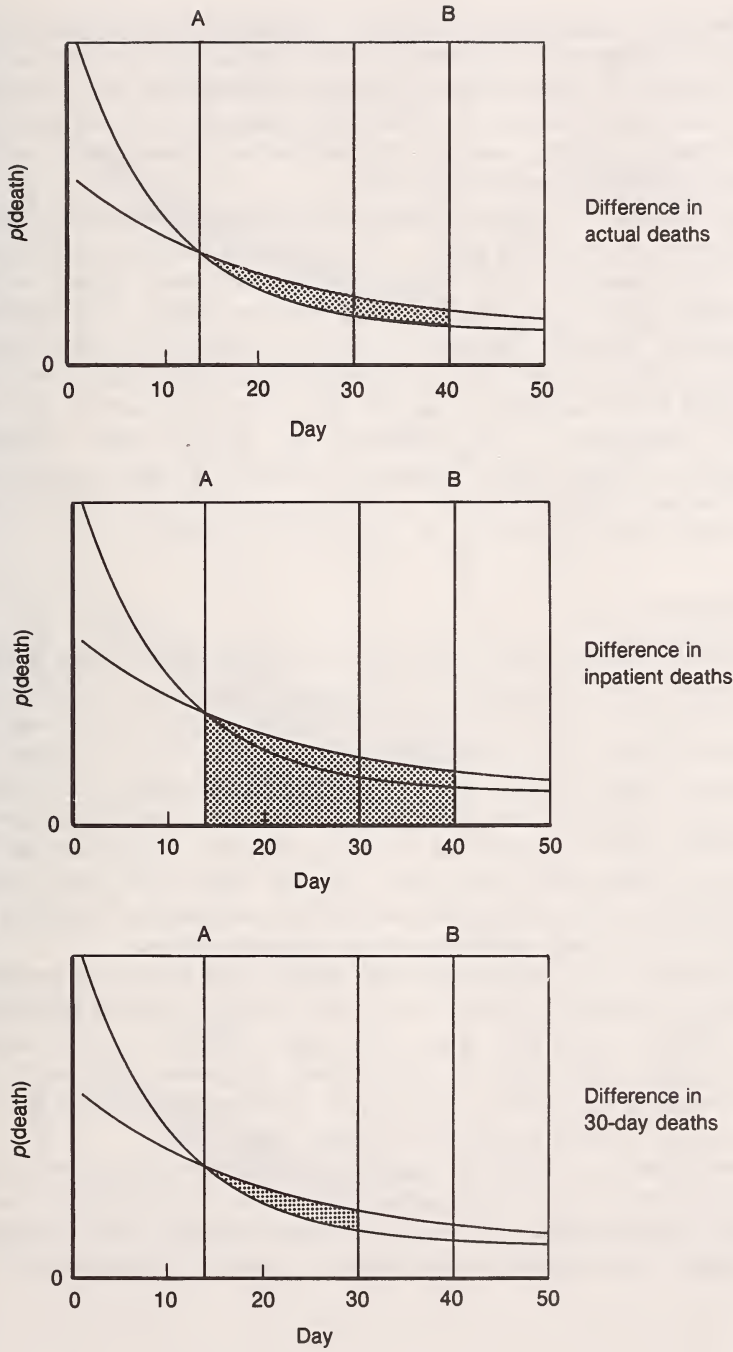 A B
p(death)
Difference in
actual deaths
0
0 10 20 30 40 50
Day
A B
p(death)
Difference in
inpatient deaths
0
0 10 20 30 40 50
Day
A B
p(death)
Difference in
30-day deaths
0
0 10 20 30 40 50
Day